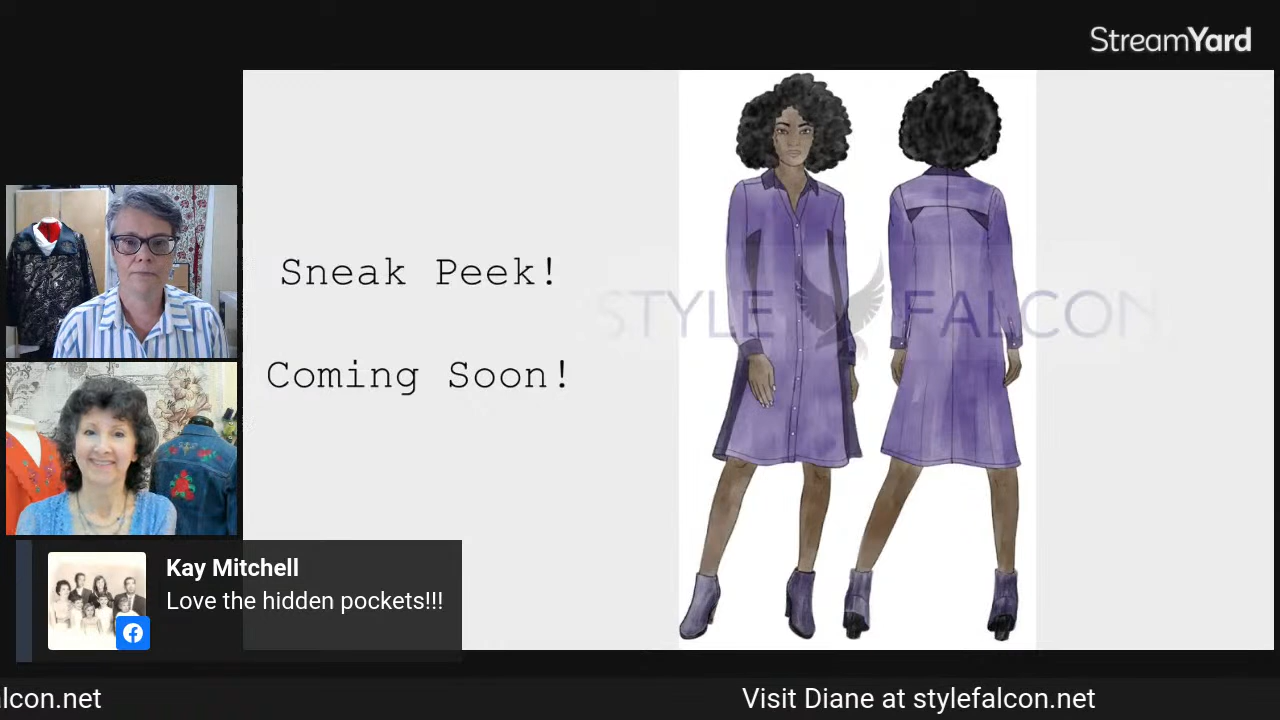 StreamYard
Sneak Peek!
Coming Soon!
STYLE FALCON
Kay Mitchell
Love the hidden pockets!!!
lcon.net
Visit Diane at stylefalcon.net